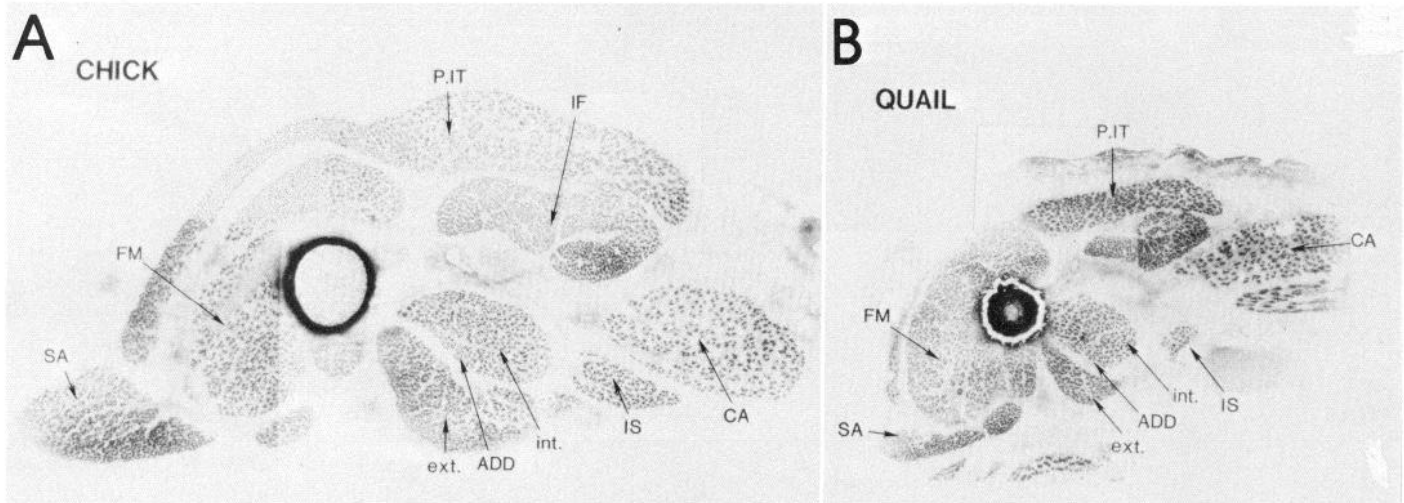 A
CHICK
P.IT
IF
FM
SA
ext.
ADD
int.
IS
CA
B
QUAIL
P.IT
CA
FM
SA
ext.
ADD
int.
IS